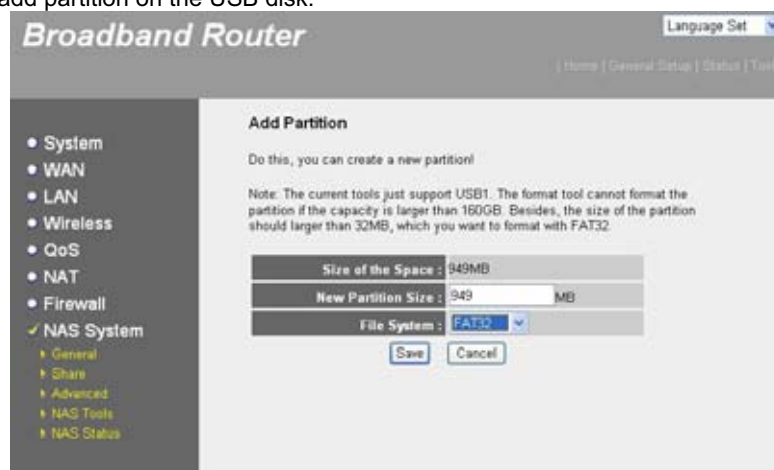 add partition on the USB disk.
Broadband Router
Language Set
| Home | General Setup | Status | Tool
System
WAN
LAN
Wireless
QoS
NAT
Firewall
NAS System
General
Share
Advanced
NAS Tools
NAS Status
Add Partition
Do this, you can create a new partition!
Note: The current tools just support USB1. The format tool cannot format the
partition if the capacity is larger than 160GB. Besides, the size of the partition
should larger than 32MB, which you want to format with FAT32
Size of the Space : 949MB
New Partition Size : 949 MB
File System : FAT32
Save Cancel